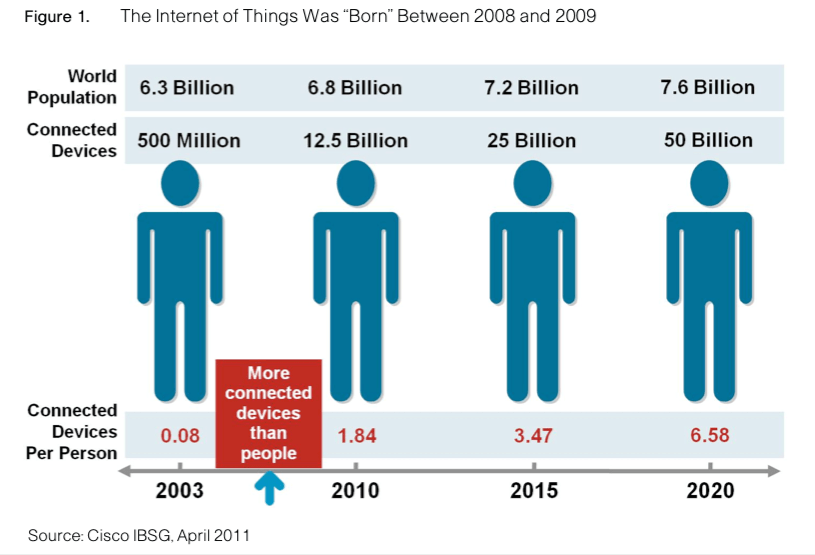 Figure 1. The Internet of Things Was “Born” Between 2008 and 2009
World
Population
6.3 Billion 6.8 Billion 7.2 Billion 7.6 Billion
Connected
Devices
500 Million 12.5 Billion 25 Billion 50 Billion
More
connected
devices
than
people
Connected
Devices
Per Person
0.08 1.84 3.47 6.58
2003 2010 2015 2020
Source: Cisco IBSG, April 2011